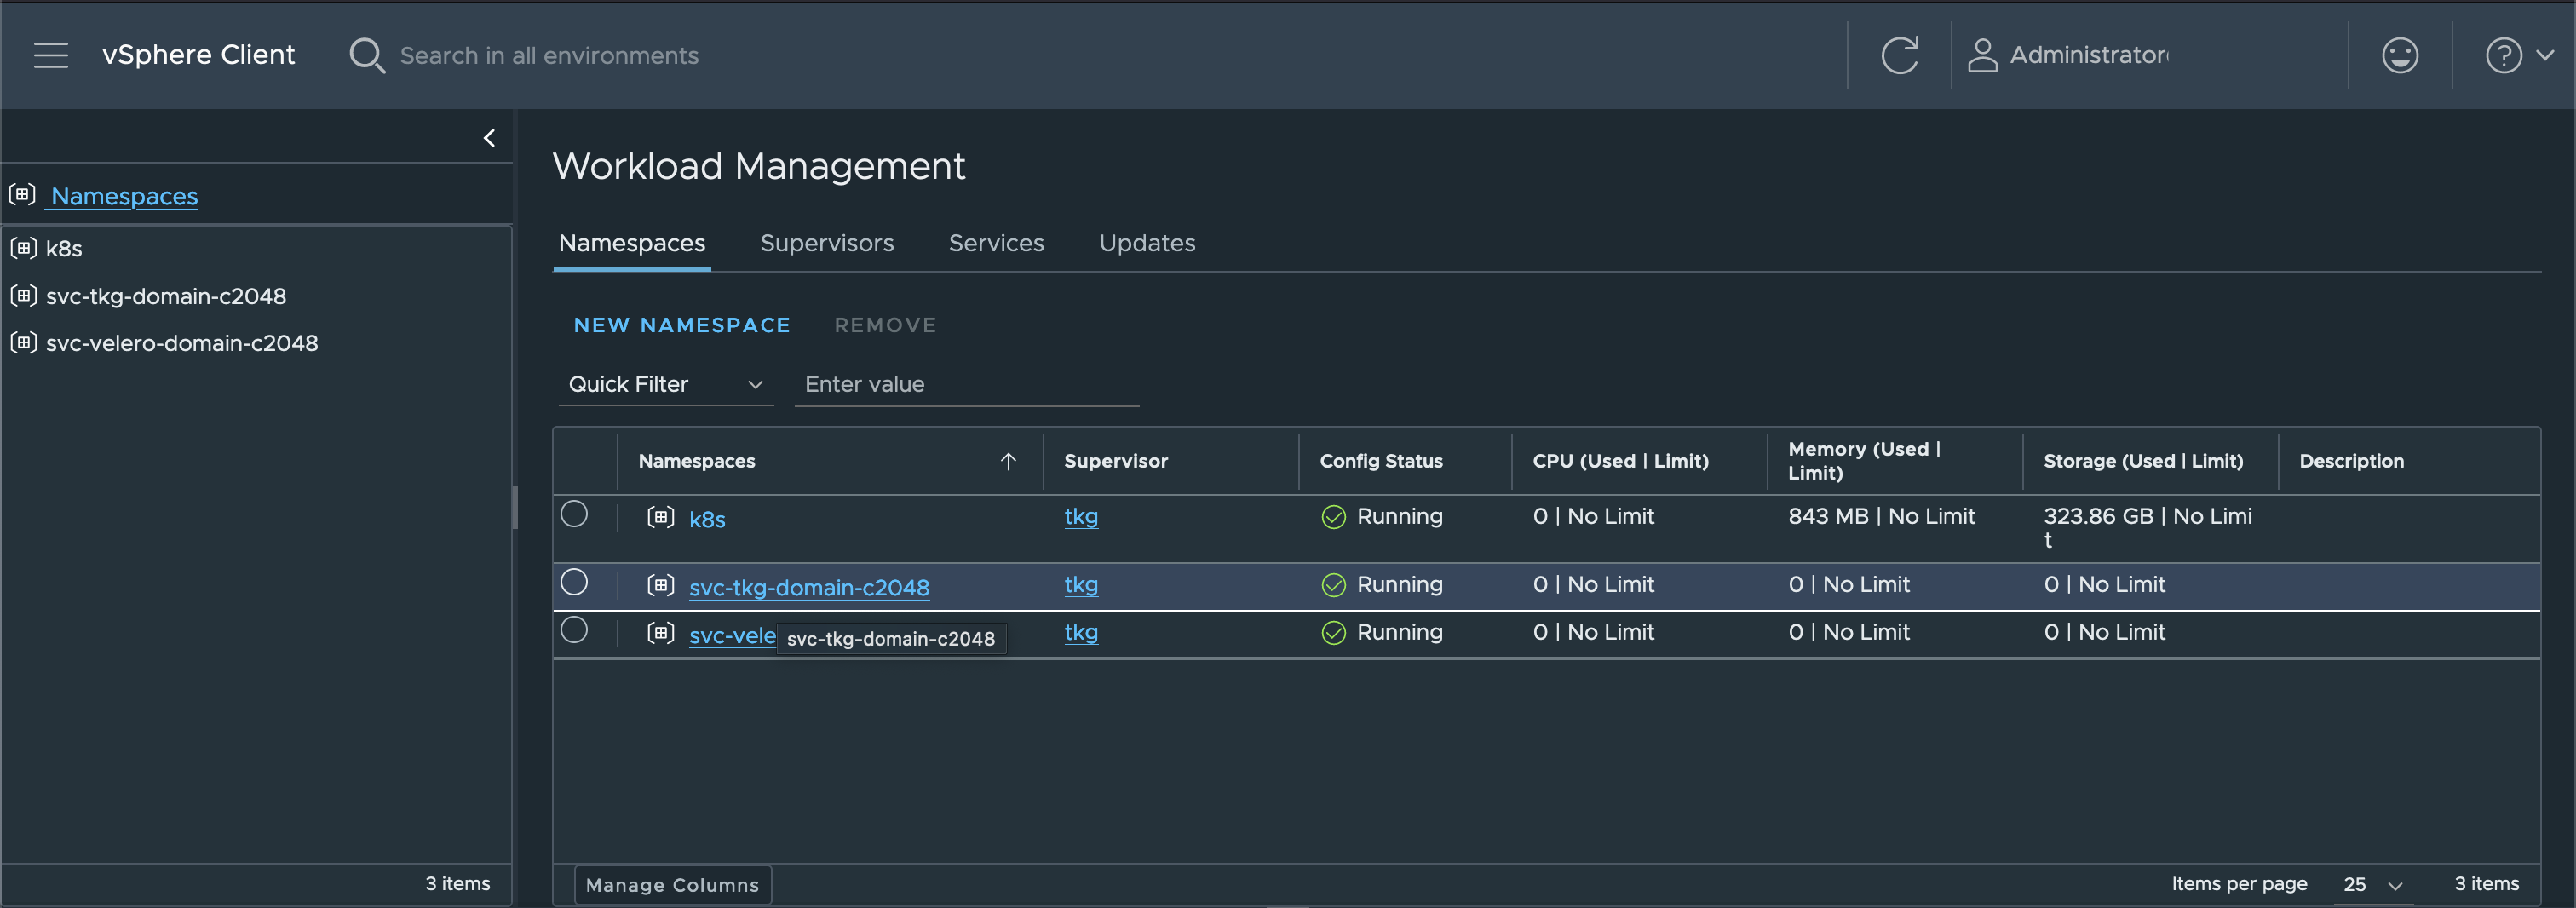 vSphere Client
Search in all environments
Administrator
Namespaces
k8s
svc-tkg-domain-c2048
svc-velero-domain-c2048
3 items
Workload Management
Namespaces Supervisors Services Updates
NEW NAMESPACE REMOVE
Quick Filter Enter value
Namespaces Supervisor Config Status CPU (Used | Limit) Memory (Used | Limit) Storage (Used | Limit) Description
k8s tkg Running 0 | No Limit 843 MB | No Limit 323.86 GB | No Limi
t
svc-tkg-domain-c2048 tkg Running 0 | No Limit 0 | No Limit 0 | No Limit
svc-vele svc-tkg-domain-c2048 tkg Running 0 | No Limit 0 | No Limit 0 | No Limit
Manage Columns Items per page 25 3 items